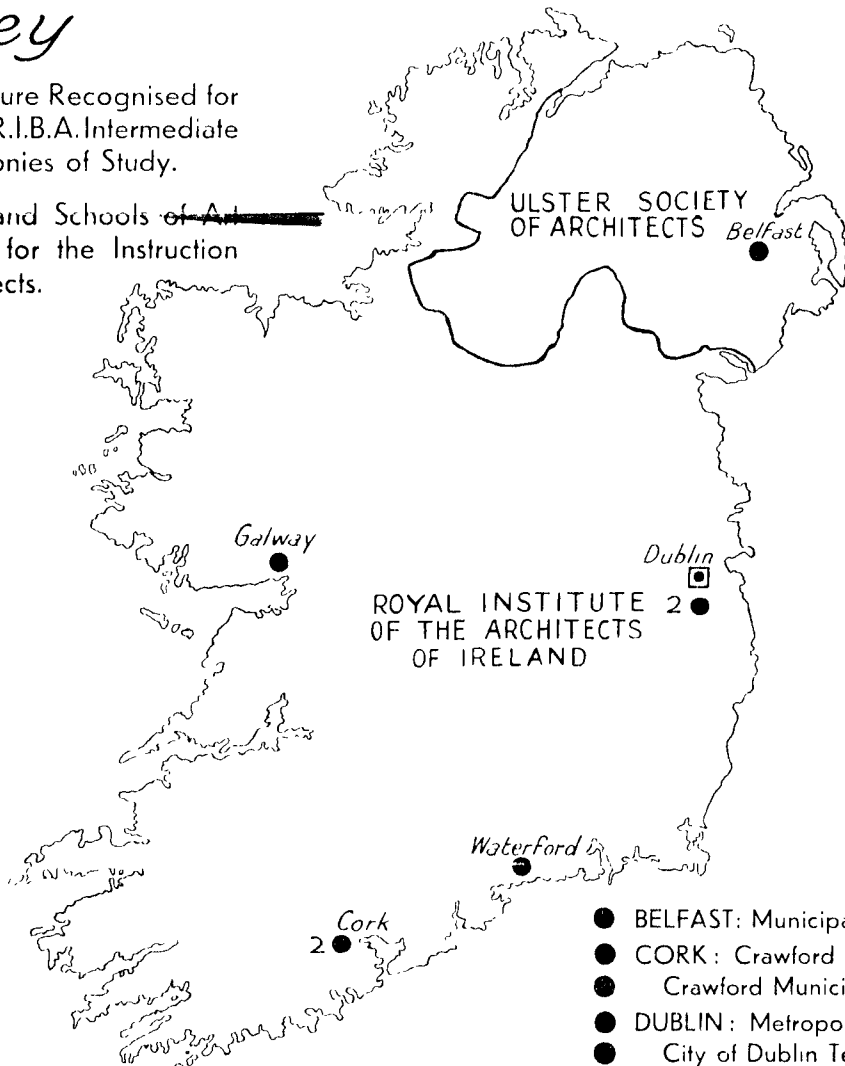 ey
ure Recognised for
R.I.B.A. Intermediate
onies of Study.
and Schools of Art
for the Instruction
ects.
ULSTER SOCIETY
OF ARCHITECTS
Belfast
Galway
Dublin
2
ROYAL INSTITUTE
OF THE ARCHITECTS
OF IRELAND
Waterford
Cork
2
BELFAST: Municipa
CORK: Crawford
Crawford Munici
DUBLIN: Metropo
City of Dublin Te